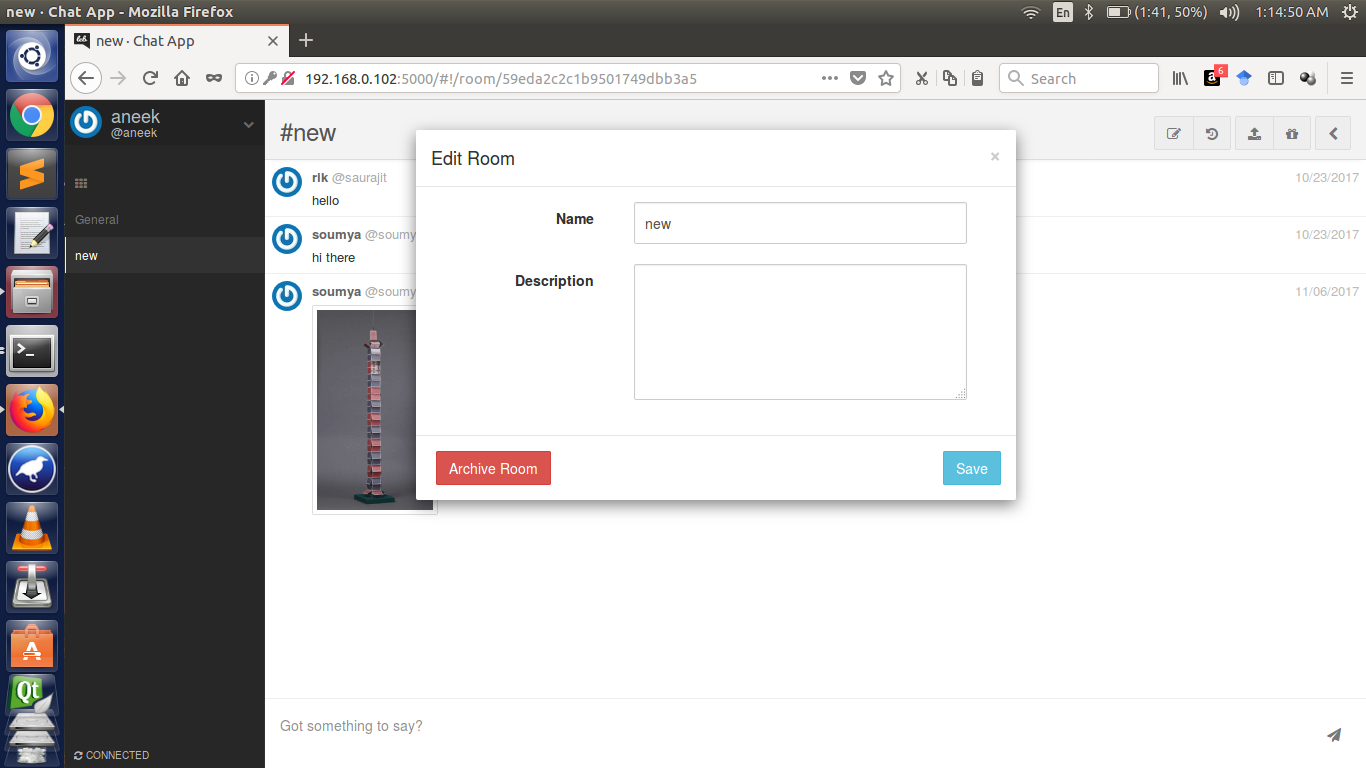 new · Chat App - Mozilla Firefox
En
(1:41, 50%)
1:14:50 AM
new · Chat App
192.168.0.102:5000/#!/room/59eda2c2c1b9501749dbb3a5
Search
6
aneek
@aneek
General
new
CONNECTED
#new
rik @saurajit
10/23/2017
hello
soumya @soumy
10/23/2017
hi there
soumya @soumy
11/06/2017
Edit Room
×
Name
new
Description
Archive Room
Save
Got something to say?
Qt